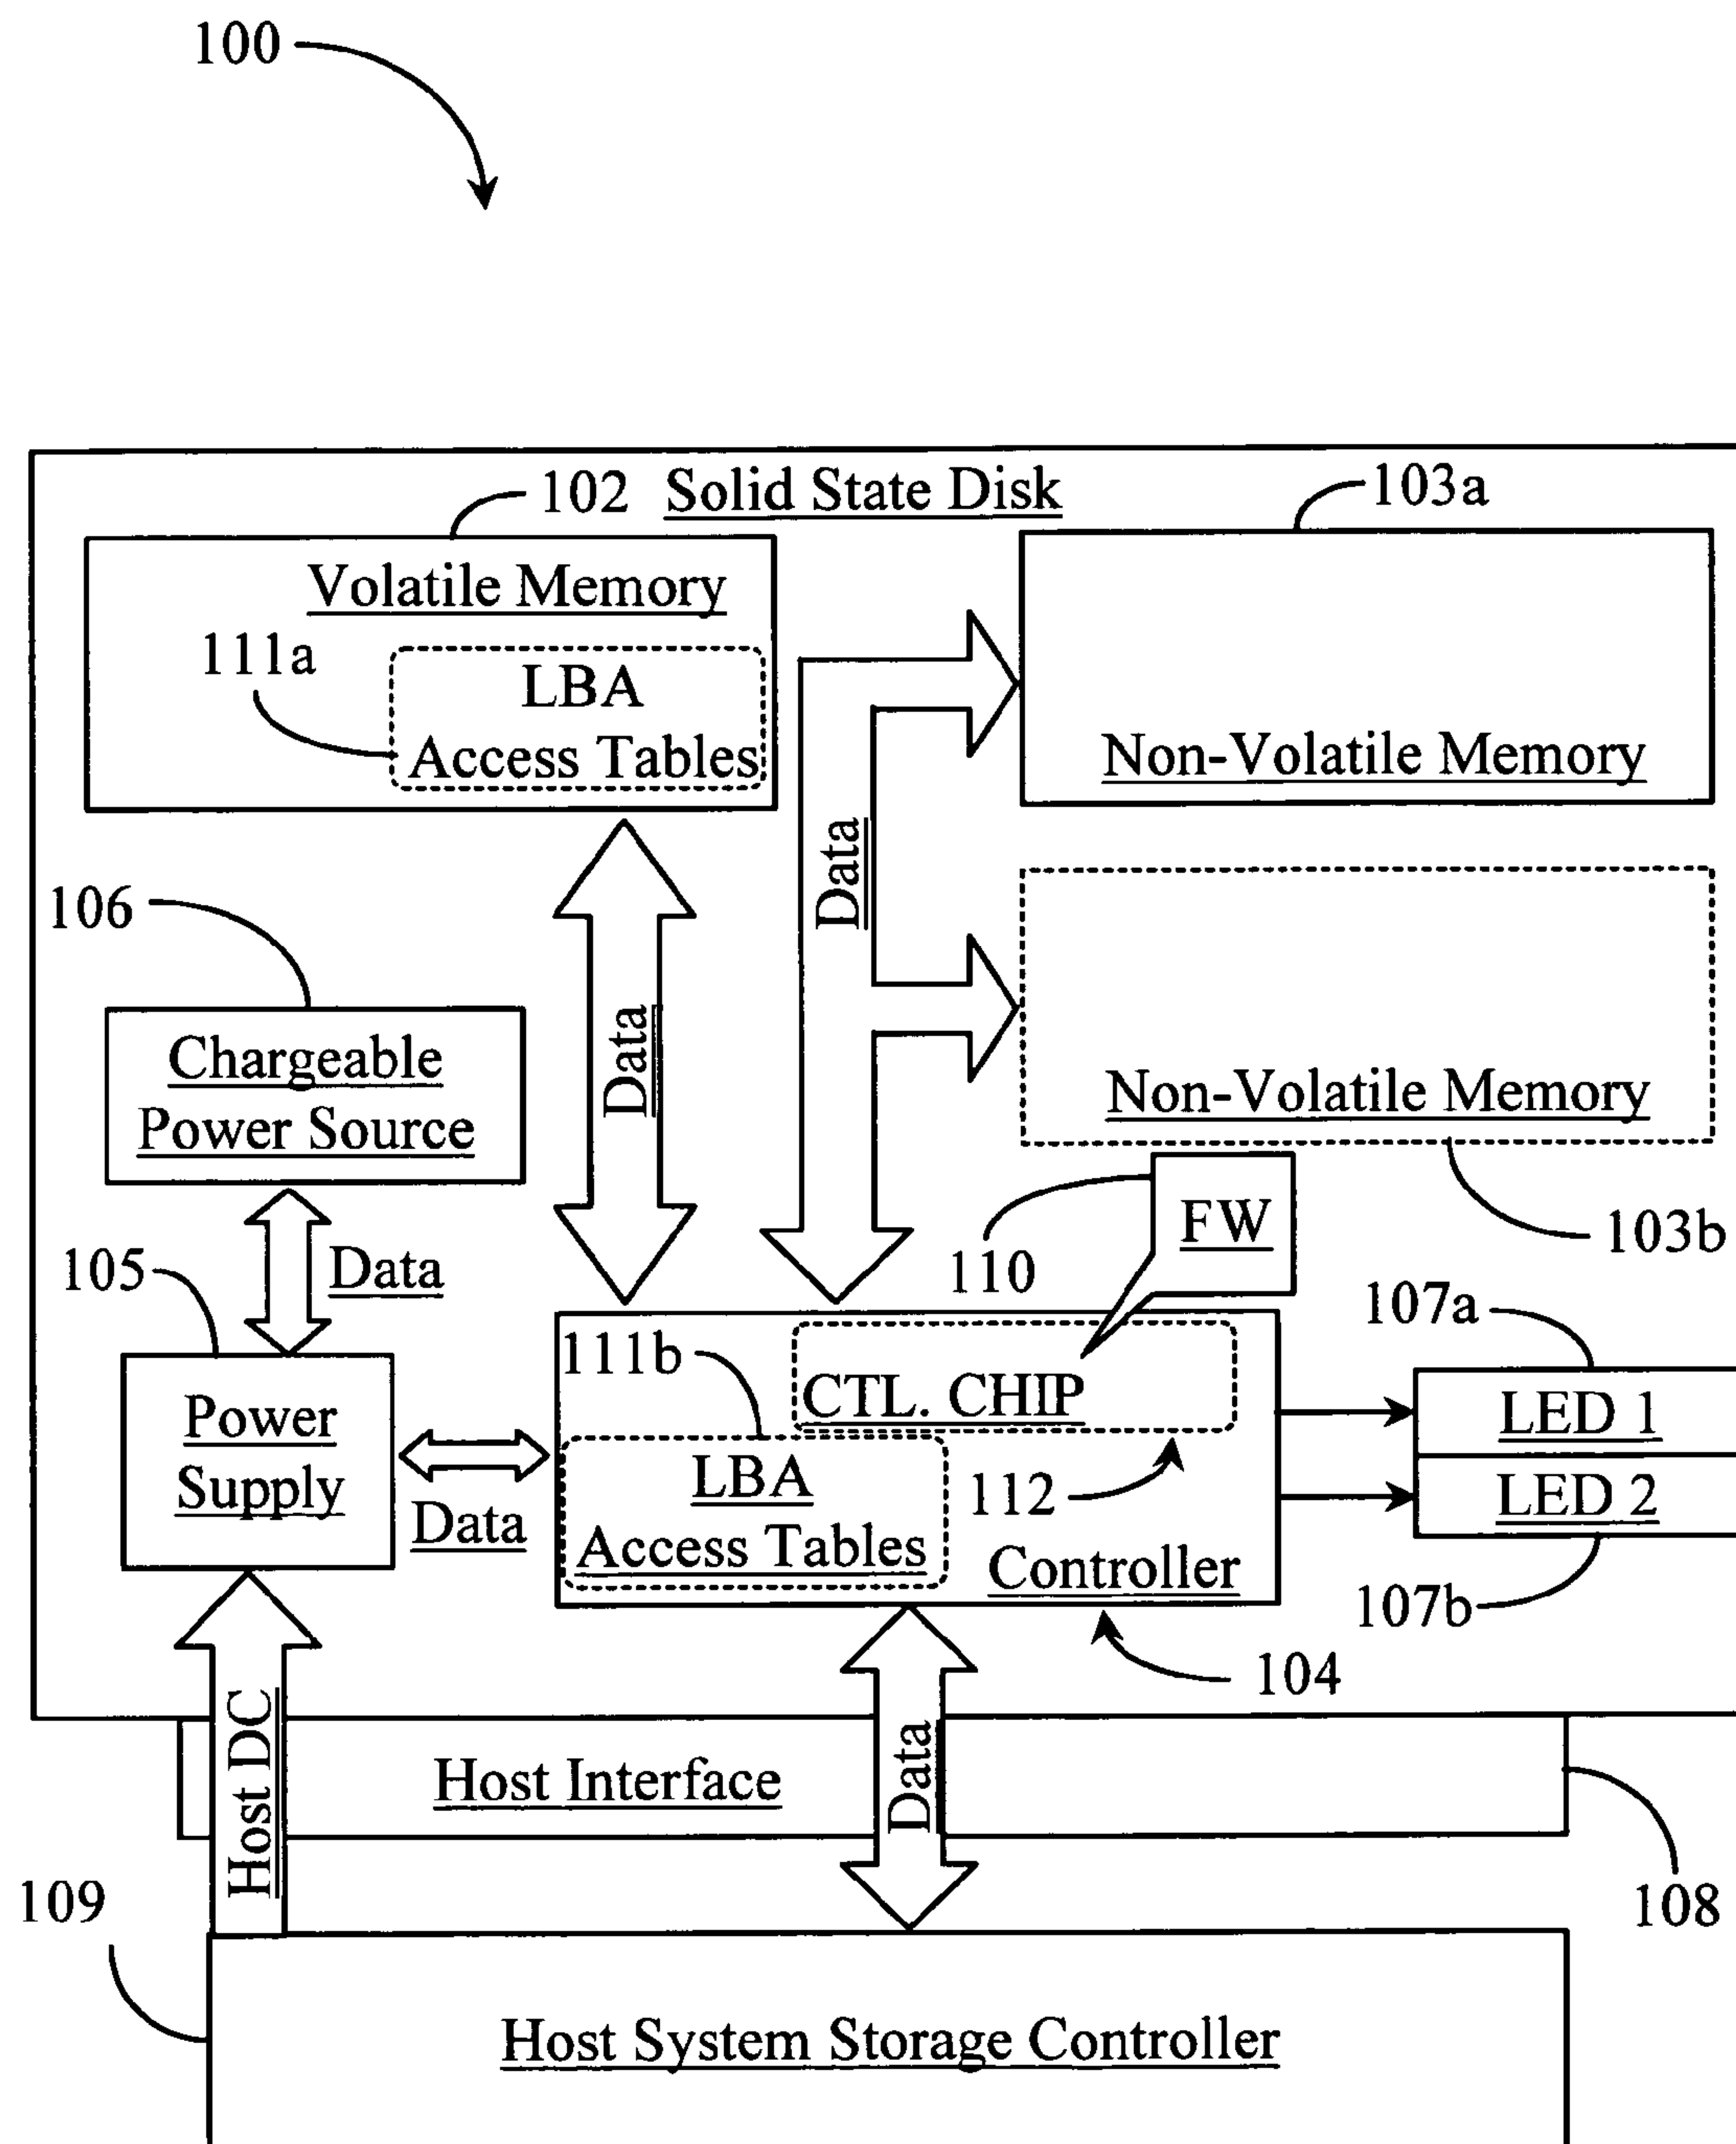 100
102
Solid State Disk
103a
Volatile Memory
111a
LBA
Access Tables
Non-Volatile Memory
Data
106
Chargeable
Power Source
Data
Non-Volatile Memory
103b
FW
110
105
Data
107a
111b
CTL. CHIP
LED 1
Power
Supply
LBA
Access Tables
112
LED 2
Data
Controller
107b
104
Host DC
Host Interface
Data
108
109
Host System Storage Controller